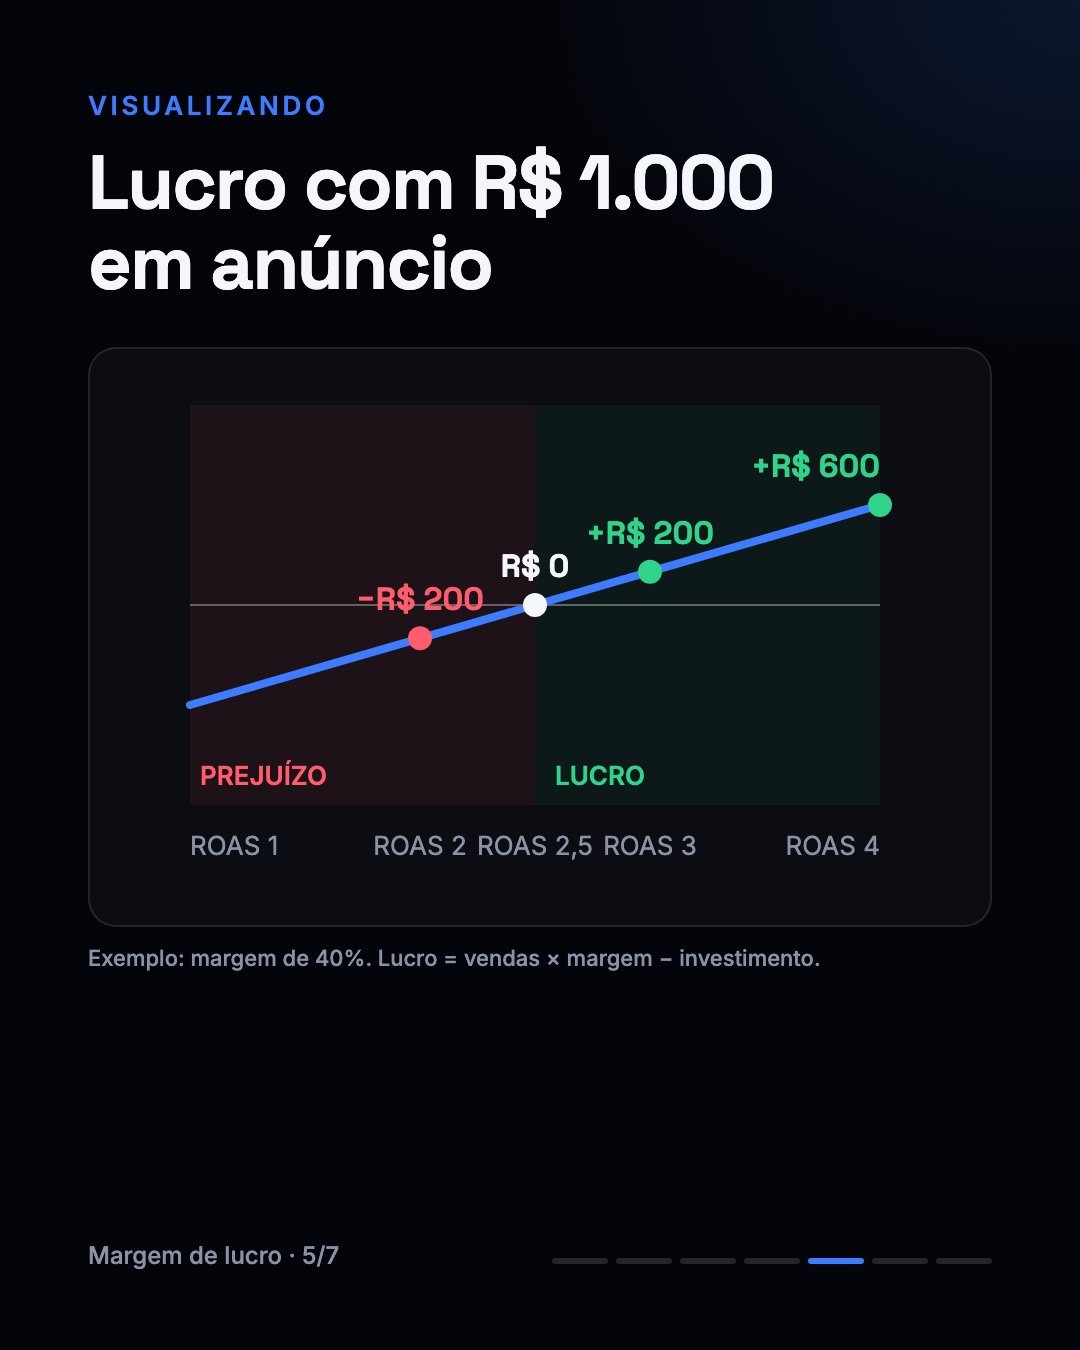 VISUALIZANDO
Lucro com R$ 1.000
em anúncio
+R$ 600
+R$ 200
R$ 0
−R$ 200
PREJUÍZO
LUCRO
ROAS 1
ROAS 2
ROAS 2,5
ROAS 3
ROAS 4
Exemplo: margem de 40%. Lucro = vendas × margem − investimento.
Margem de lucro · 5/7